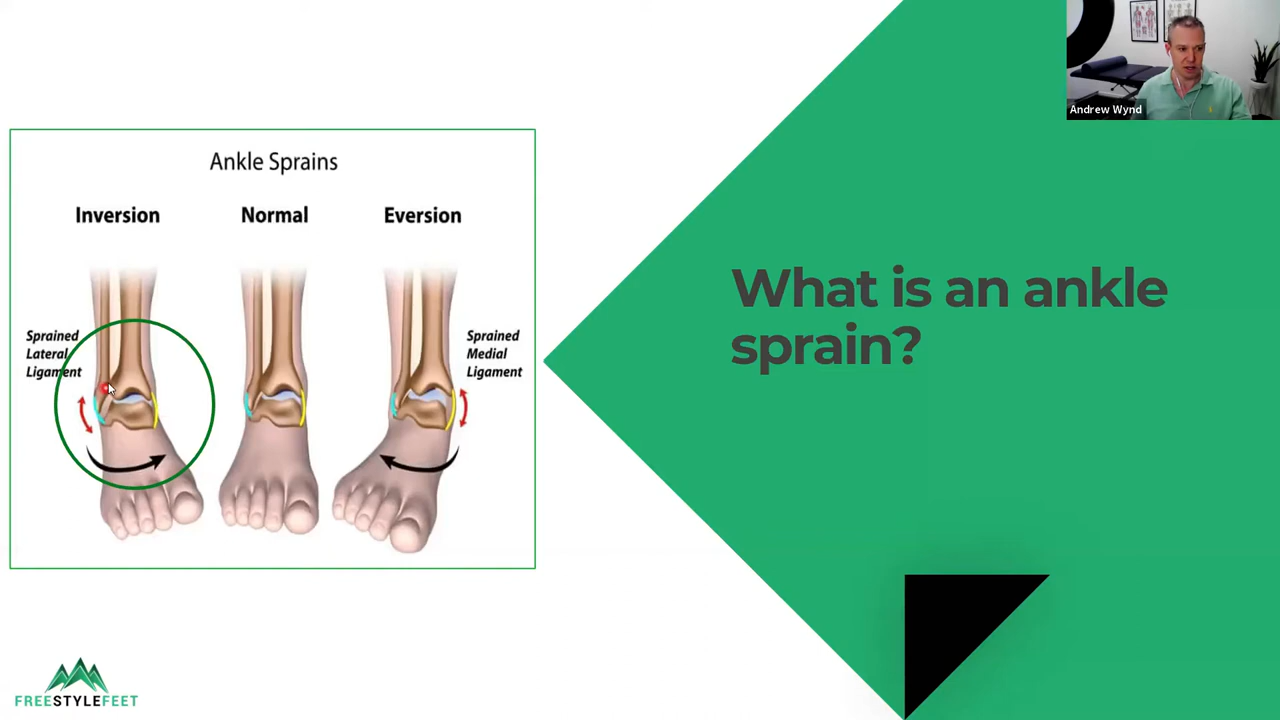 Andrew Wynd
Ankle Sprains
Inversion
Normal
Eversion
Sprained
Lateral
Ligament
Sprained
Medial
Ligament
What is an ankle
sprain?
FREESTYLEFEET